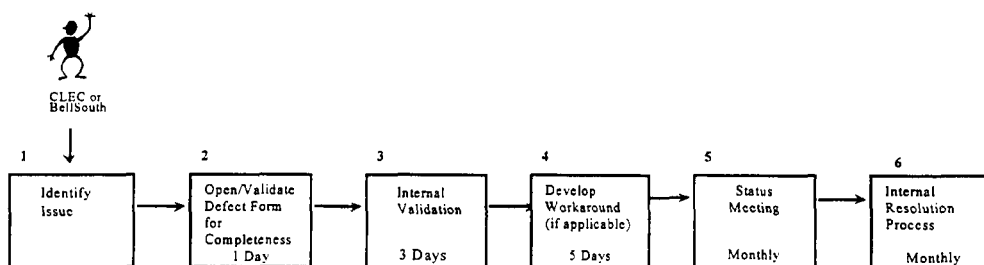 CLEC or
BellSouth
1
Identify
Issue
2
Open/Validate
Defect Form
for
Completeness
1 Day
3
Internal
Validation
3 Days
4
Develop
Workaround
(if applicable)
5 Days
5
Status
Meeting
Monthly
6
Internal
Resolution
Process
Monthly